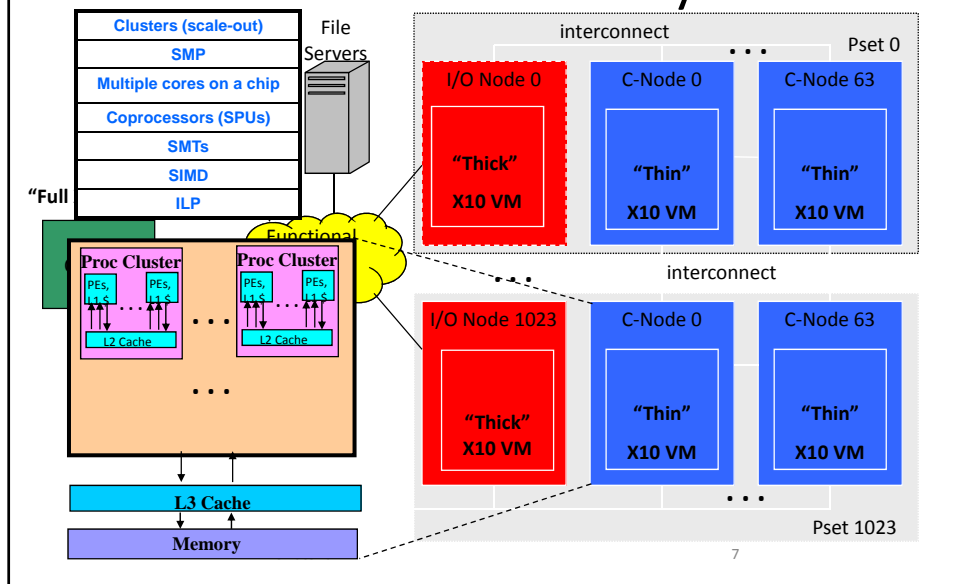 Clusters (scale-out)
SMP
Multiple cores on a chip
Coprocessors (SPUs)
SMTs
SIMD
ILP
File
Servers
"Full
Functional
Proc Cluster
PEs,
L1 $
. . .
PEs,
L1 $
L2 Cache
. . .
Proc Cluster
PEs,
L1 $
. . .
PEs,
L1 $
L2 Cache
. . .
L3 Cache
Memory
interconnect
. . .
Pset 0
I/O Node 0
"Thick"
X10 VM
C-Node 0
"Thin"
X10 VM
C-Node 63
"Thin"
X10 VM
. . .
interconnect
I/O Node 1023
"Thick"
X10 VM
C-Node 0
"Thin"
X10 VM
C-Node 63
"Thin"
X10 VM
. . .
Pset 1023
7